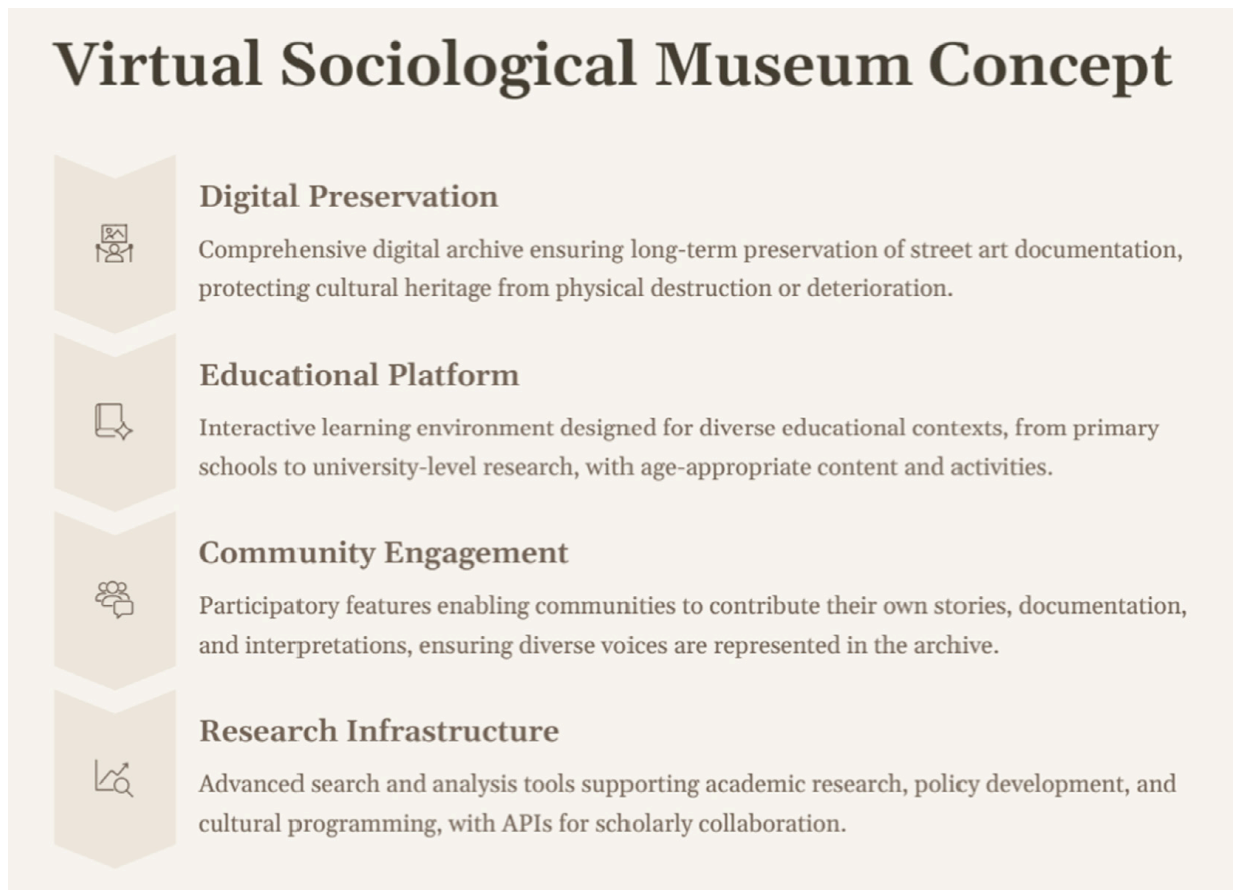 Virtual Sociological Museum Concept
Digital Preservation
Comprehensive digital archive ensuring long-term preservation of street art documentation,
protecting cultural heritage from physical destruction or deterioration.
Educational Platform
Interactive learning environment designed for diverse educational contexts, from primary
schools to university-level research, with age-appropriate content and activities.
Community Engagement
Participatory features enabling communities to contribute their own stories, documentation,
and interpretations, ensuring diverse voices are represented in the archive.
Research Infrastructure
Advanced search and analysis tools supporting academic research, policy development, and
cultural programming, with APIs for scholarly collaboration.